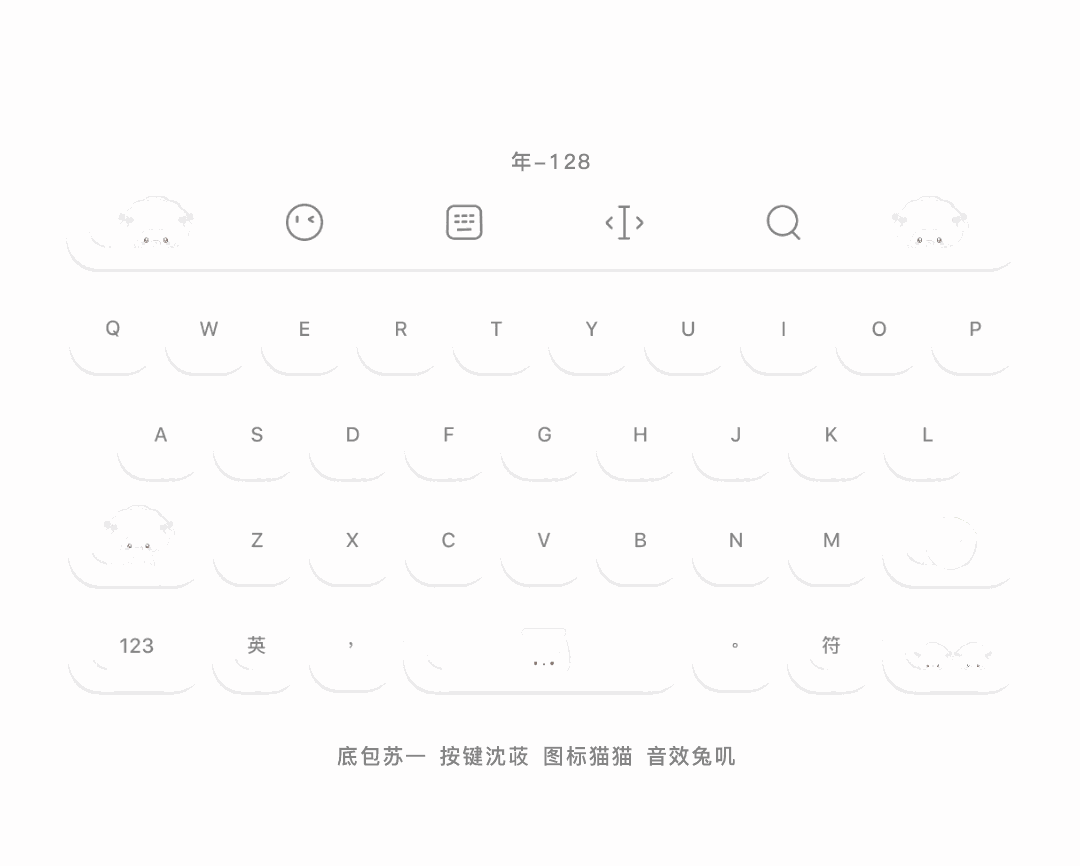 年-128
Q W E R T Y U I O P
A S D F G H J K L
Z X C V B N M
123 英 ， 。 符
底包苏一 按键沈莜 图标猫猫 音效兔叽